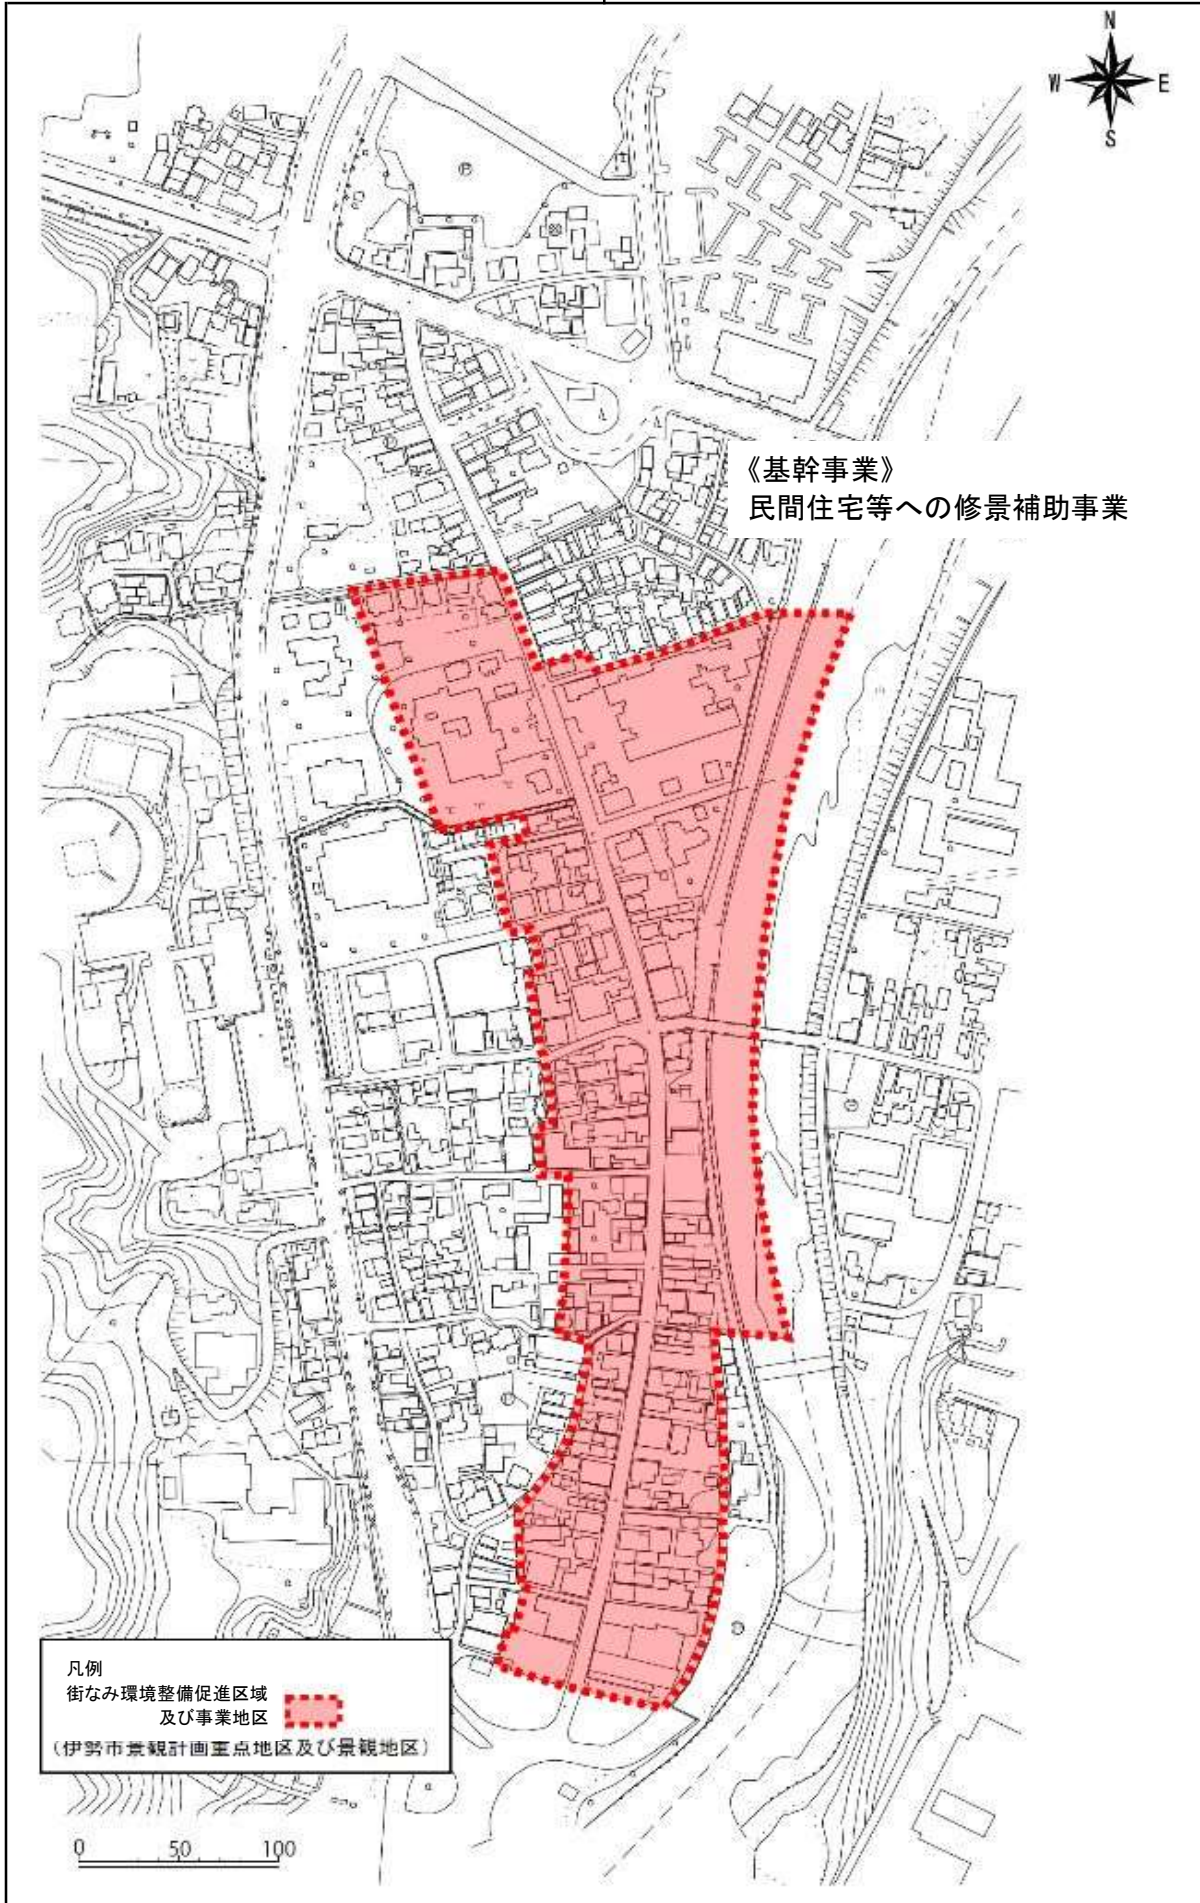 N
W E
S
《基幹事業》
民間住宅等への修景補助事業
凡例
街なみ環境整備促進区域
及び事業地区
(伊勢市景観計画重点地区及び景観地区)
0 50 100